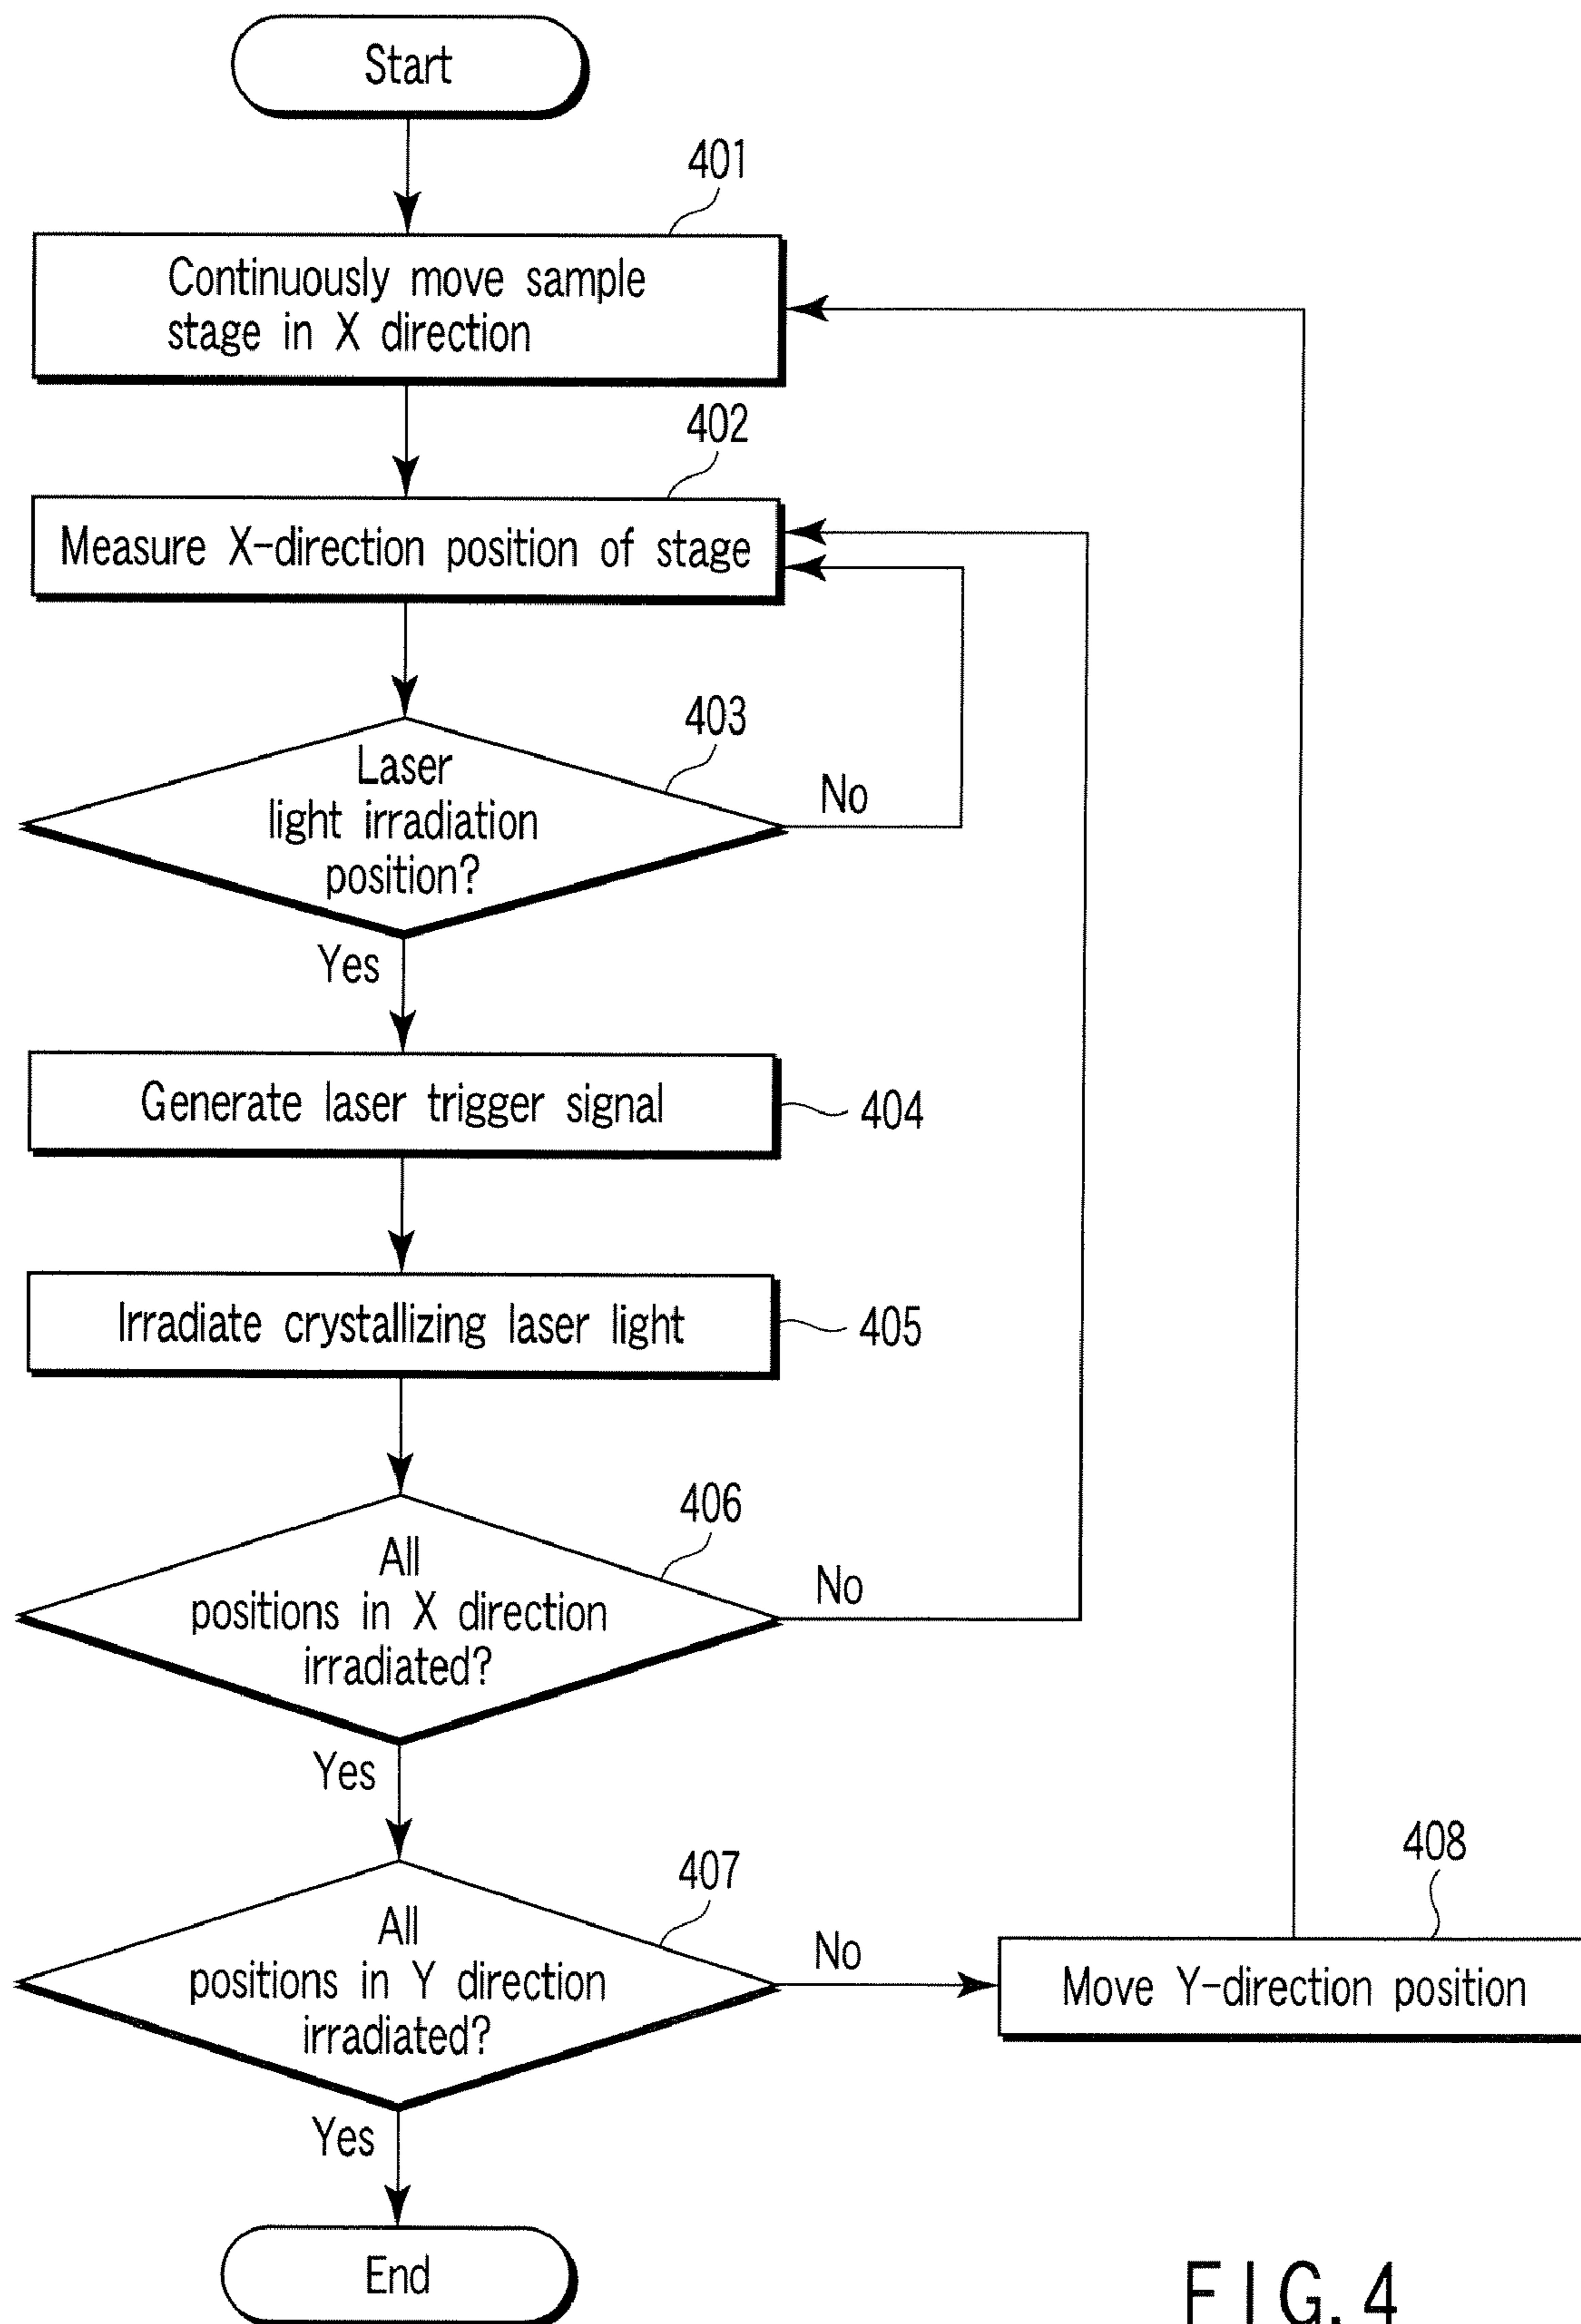 Start
401
Continuously move sample
stage in X direction
402
Measure X-direction position of stage
403
Laser
light irradiation
position?
No
Yes
Generate laser trigger signal
404
Irradiate crystallizing laser light
405
406
All
positions in X direction
irradiated?
No
Yes
407
408
All
positions in Y direction
irradiated?
No
Move Y-direction position
Yes
End
FIG. 4